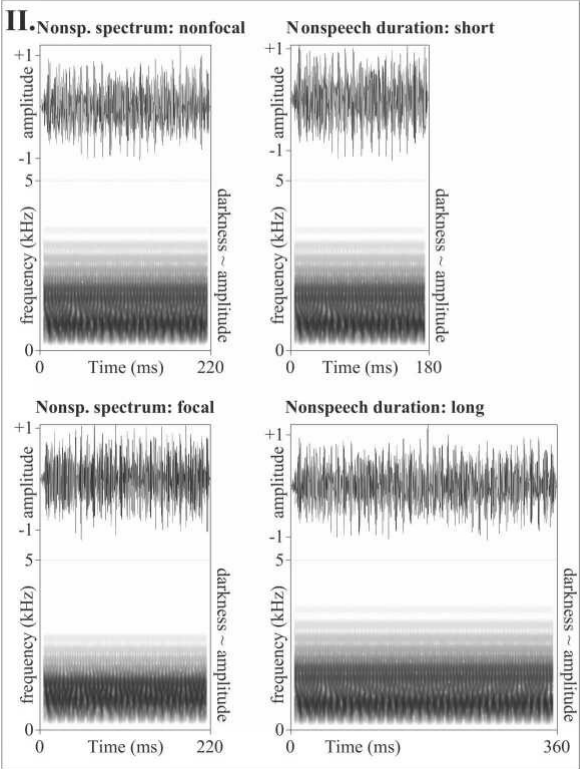 II.
Nonsp. spectrum: nonfocal
+1
amplitude
-1
5
frequency (kHz)
0
darkness ~ amplitude
0 Time (ms) 220
Nonspeech duration: short
+1
amplitude
-1
5
frequency (kHz)
0
darkness ~ amplitude
0 Time (ms) 180
Nonsp. spectrum: focal
+1
amplitude
-1
5
frequency (kHz)
0
darkness ~ amplitude
0 Time (ms) 220
Nonspeech duration: long
+1
amplitude
-1
5
frequency (kHz)
0
darkness ~ amplitude
0 Time (ms) 360